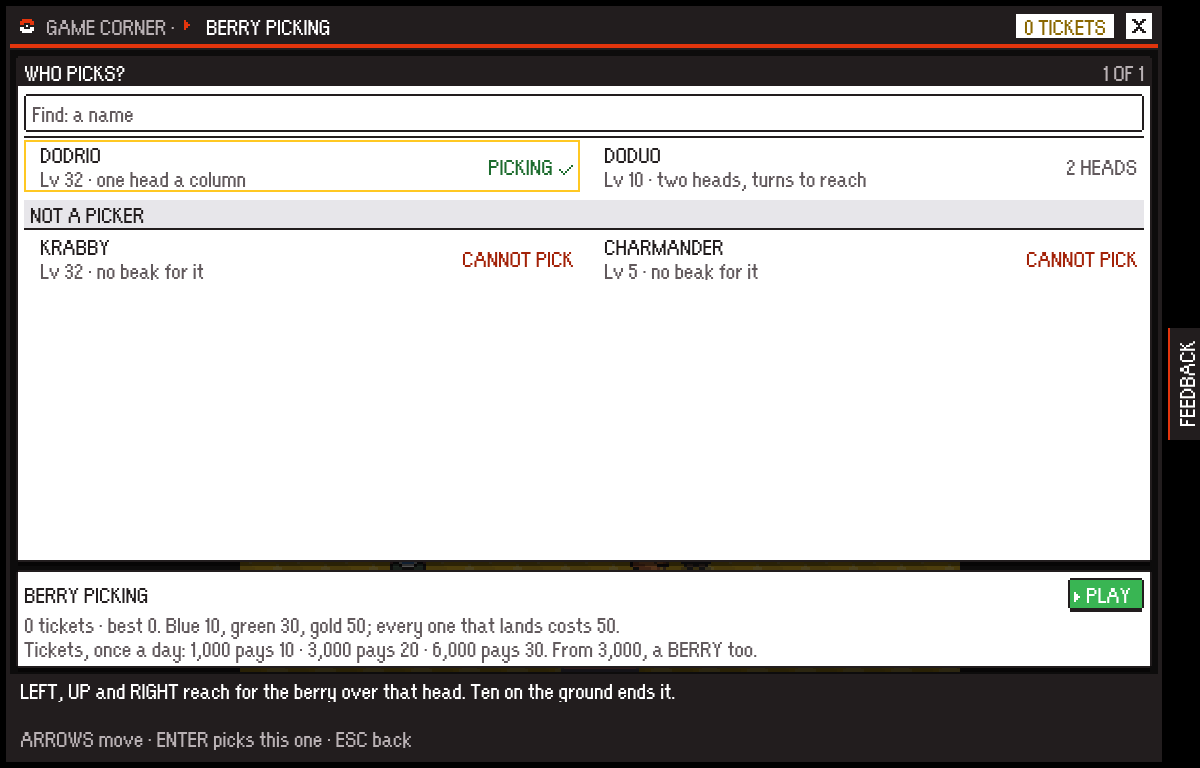 GAME CORNER · BERRY PICKING
0 TICKETS X
WHO PICKS?
1 OF 1
Find: a name
DODRIO
Lv 32 · one head a column
PICKING ✓
DODUO
Lv 10 · two heads, turns to reach
2 HEADS
NOT A PICKER
KRABBY
Lv 32 · no beak for it
CANNOT PICK
CHARMANDER
Lv 5 · no beak for it
CANNOT PICK
FEEDBACK
BERRY PICKING
PLAY
0 tickets · best 0. Blue 10, green 30, gold 50; every one that lands costs 50.
Tickets, once a day: 1,000 pays 10 · 3,000 pays 20 · 6,000 pays 30. From 3,000, a BERRY too.
LEFT, UP and RIGHT reach for the berry over that head. Ten on the ground ends it.
ARROWS move · ENTER picks this one · ESC back